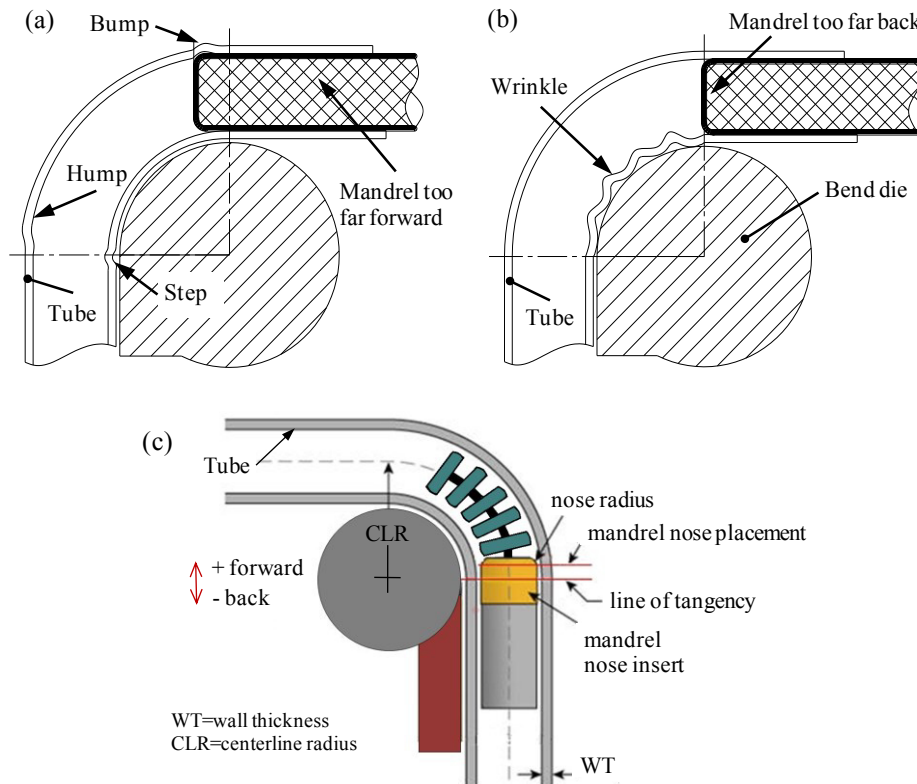 (a)
Bump
Hump
Mandrel too
far forward
Step
Tube
(b)
Mandrel too far back
Wrinkle
Bend die
Tube
(c)
Tube
nose radius
mandrel nose placement
CLR
+ forward
- back
line of tangency
mandrel
nose insert
WT=wall thickness
CLR=centerline radius
WT